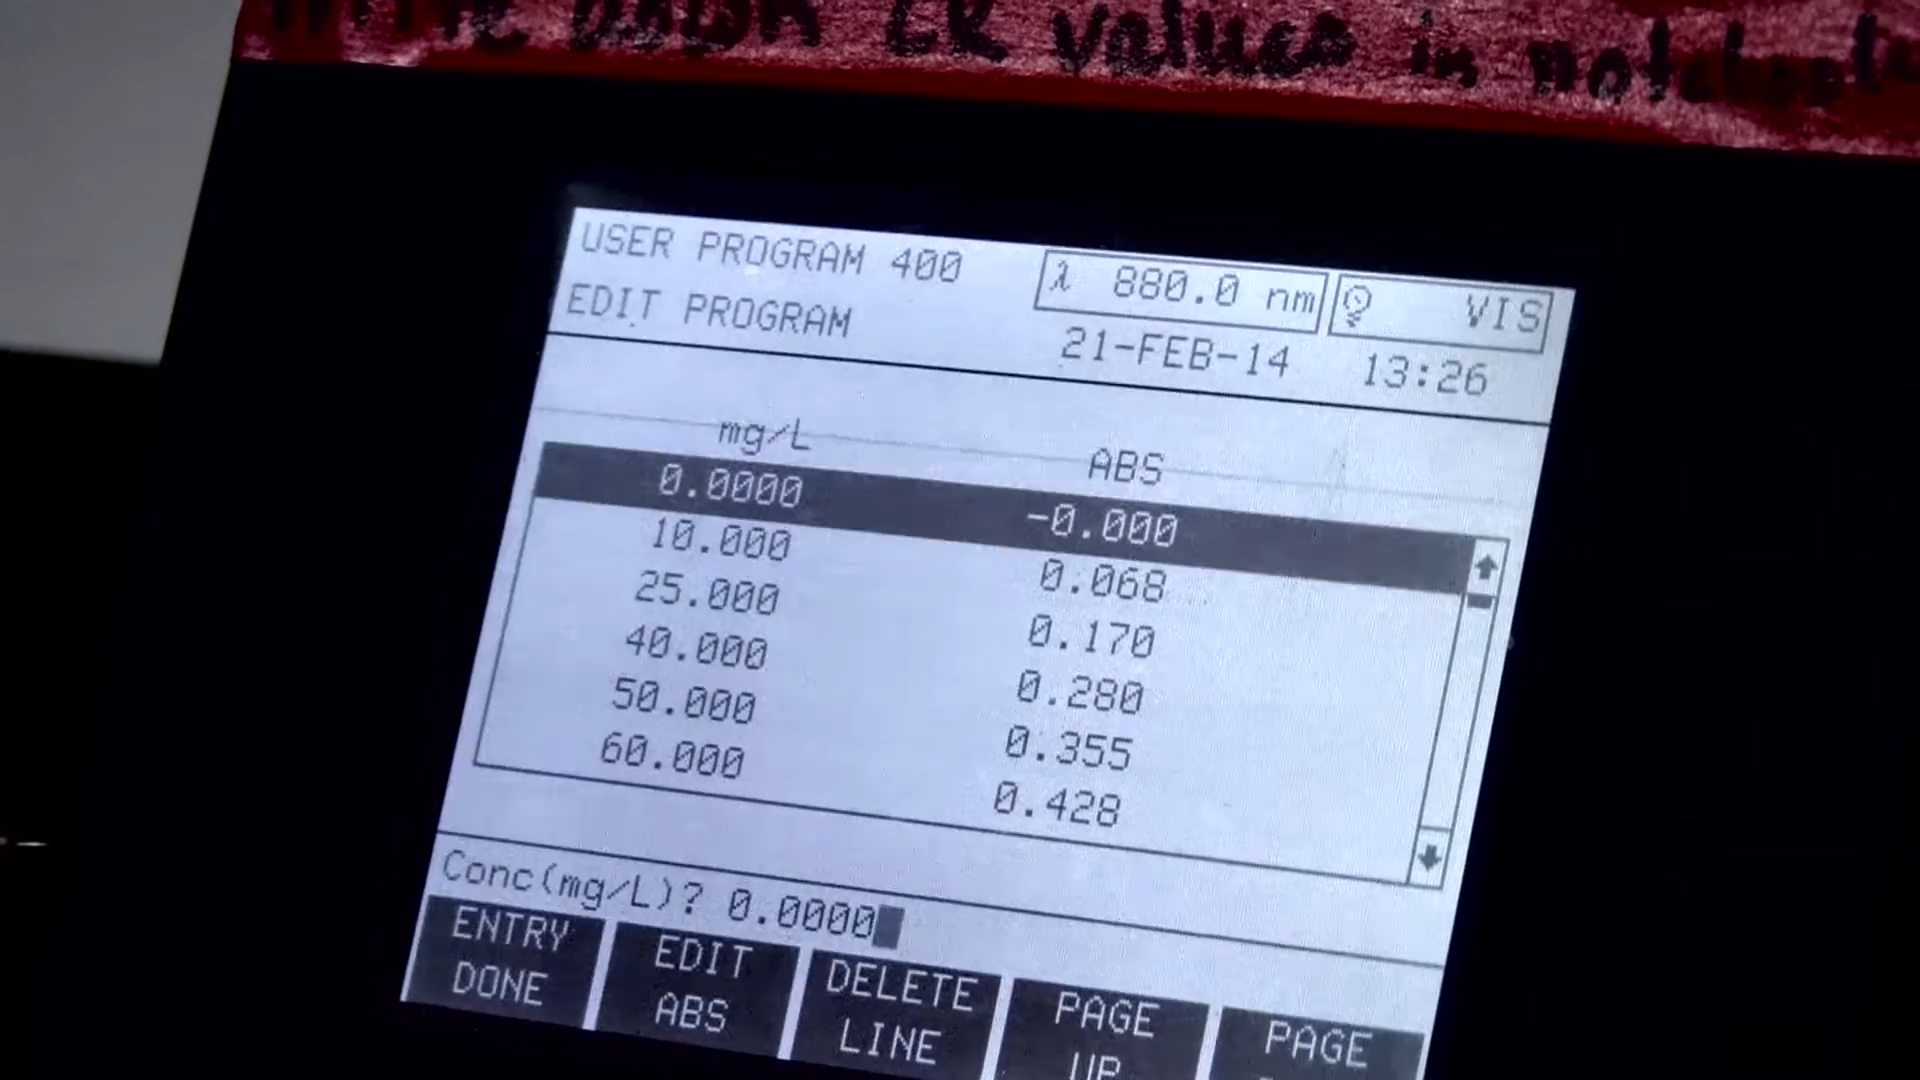 values in notebook
USER PROGRAM 400
λ 880.0 nm
VIS
EDIT PROGRAM
21-FEB-14 13:26
mg/L ABS
0.0000 -0.000
10.000 0.068
25.000 0.170
40.000 0.280
50.000 0.355
60.000 0.428
Conc(mg/L)? 0.0000
ENTRY DONE
EDIT ABS
DELETE LINE
PAGE UP
PAGE